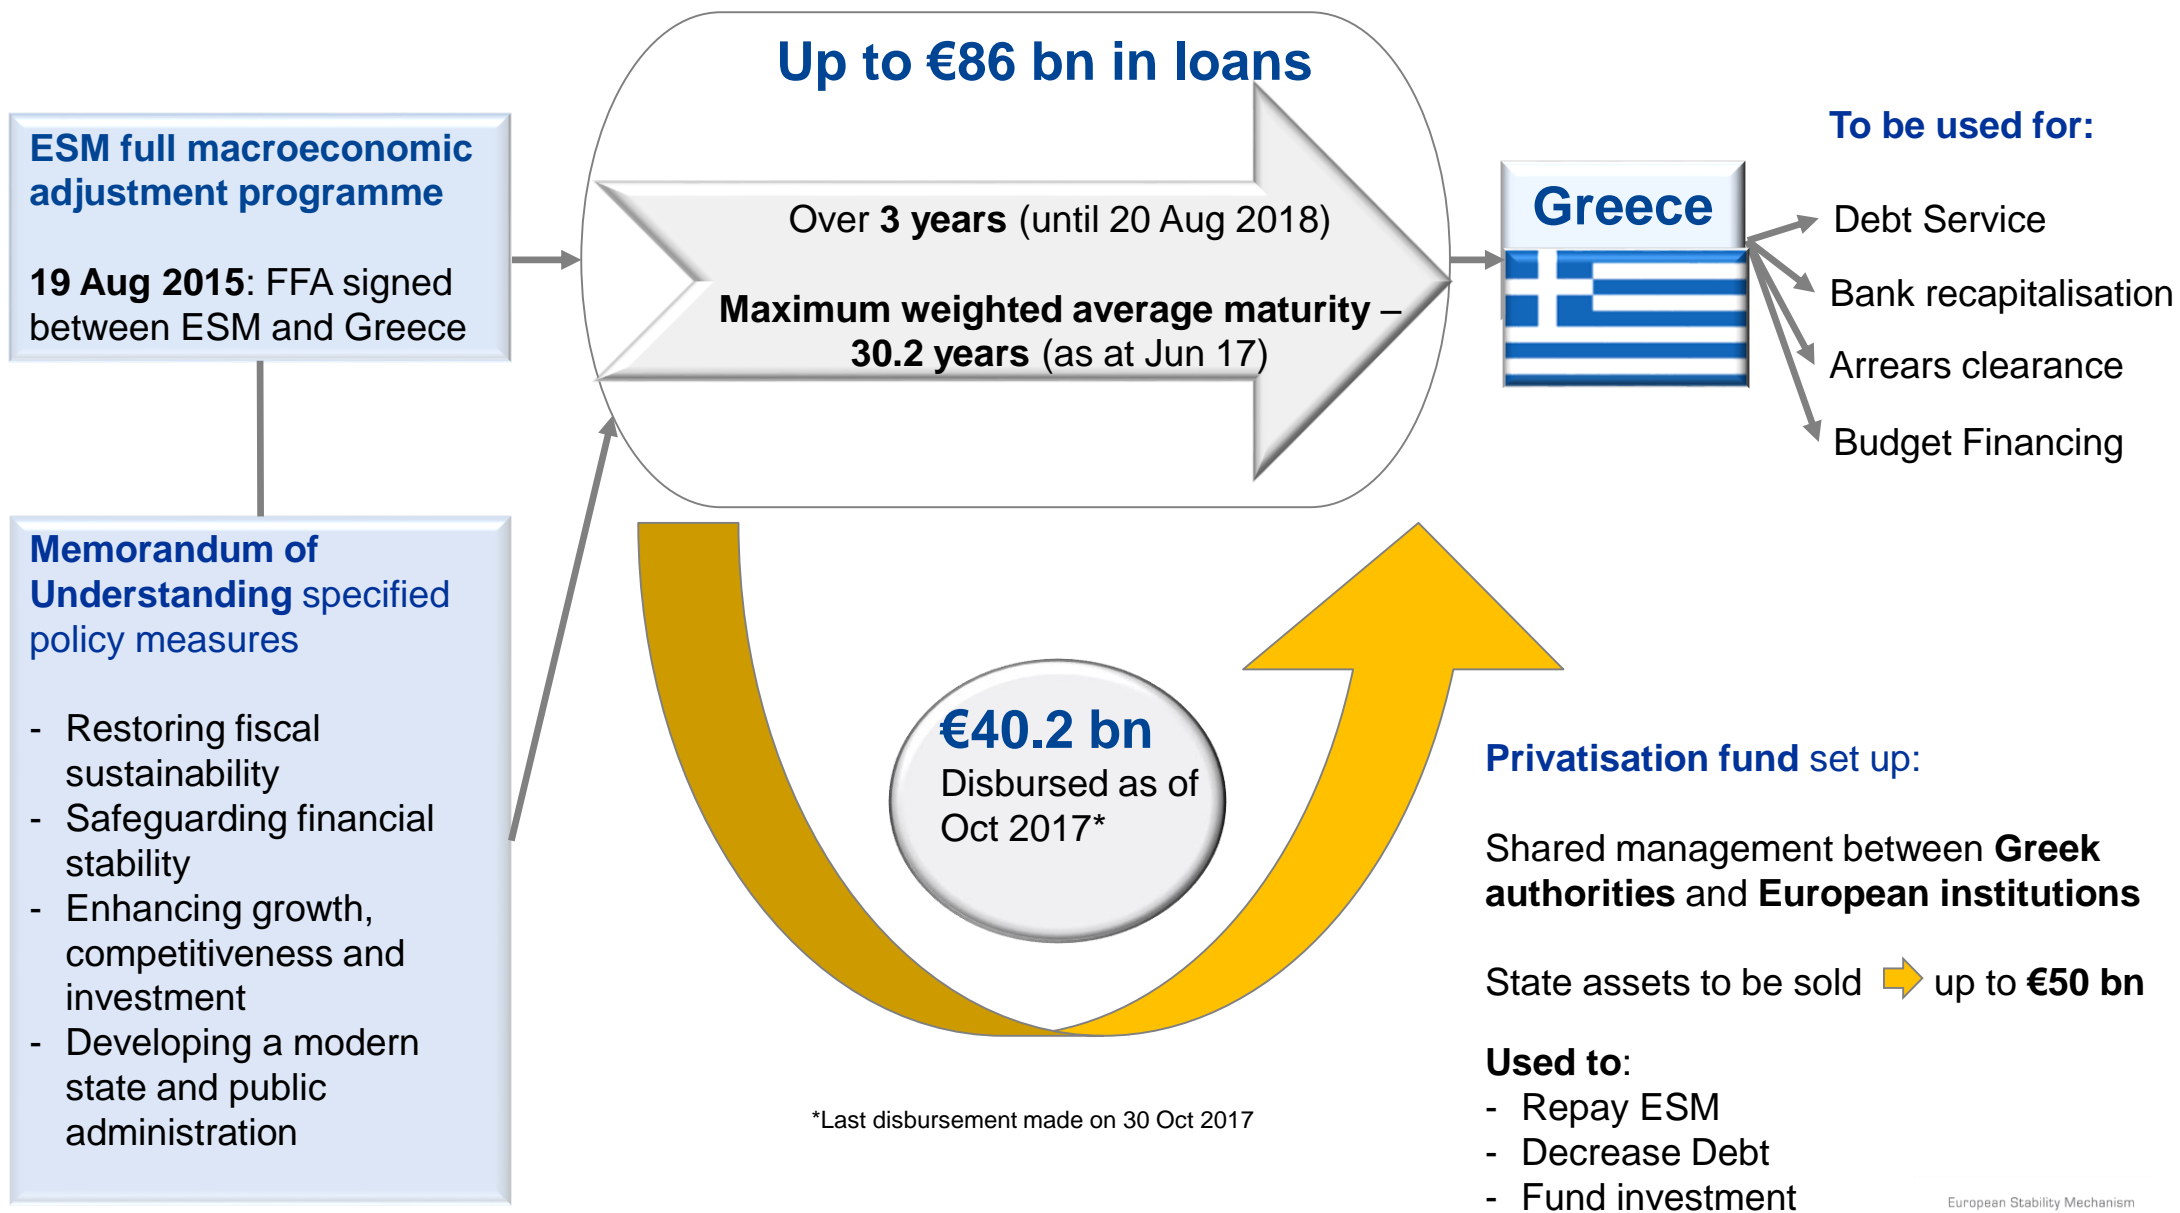 Up to €86 bn in loans
ESM full macroeconomic
adjustment programme
19 Aug 2015: FFA signed
between ESM and Greece
Over 3 years (until 20 Aug 2018)
Maximum weighted average maturity –
30.2 years (as at Jun 17)
Greece
To be used for:
Debt Service
Bank recapitalisation
Arrears clearance
Budget Financing
Memorandum of
Understanding specified
policy measures
- Restoring fiscal
sustainability
- Safeguarding financial
stability
- Enhancing growth,
competitiveness and
investment
- Developing a modern
state and public
administration
€40.2 bn
Disbursed as of
Oct 2017*
*Last disbursement made on 30 Oct 2017
Privatisation fund set up:
Shared management between Greek
authorities and European institutions
State assets to be sold up to €50 bn
Used to:
- Repay ESM
- Decrease Debt
- Fund investment
European Stability Mechanism